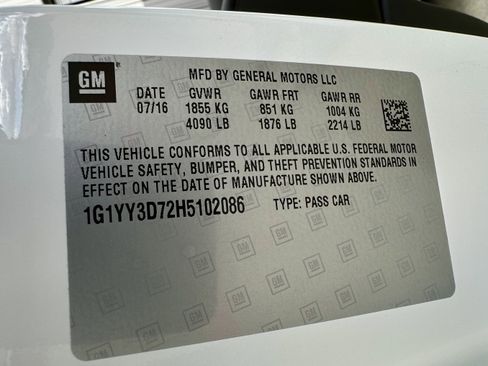 GM
MFD BY GENERAL MOTORS LLC
DATE GVWR GAWR FRT GAWR RR
07/16 1855 KG 851 KG 1004 KG
4090 LB 1876 LB 2214 LB
THIS VEHICLE CONFORMS TO ALL APPLICABLE U.S. FEDERAL MOTOR
VEHICLE SAFETY, BUMPER, AND THEFT PREVENTION STANDARDS IN
EFFECT ON THE DATE OF MANUFACTURE SHOWN ABOVE.
1G1YY3D72H5102086 TYPE: PASS CAR